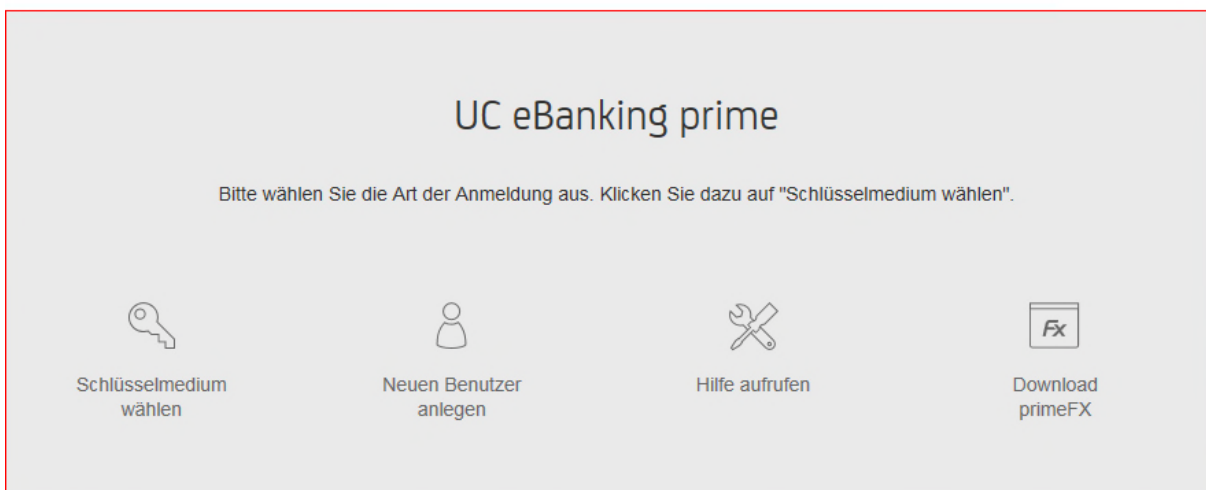 UC eBanking prime
Bitte wählen Sie die Art der Anmeldung aus. Klicken Sie dazu auf "Schlüsselmedium wählen".
Fx
Schlüsselmedium
wählen
Neuen Benutzer
anlegen
Hilfe aufrufen
Download
primeFX